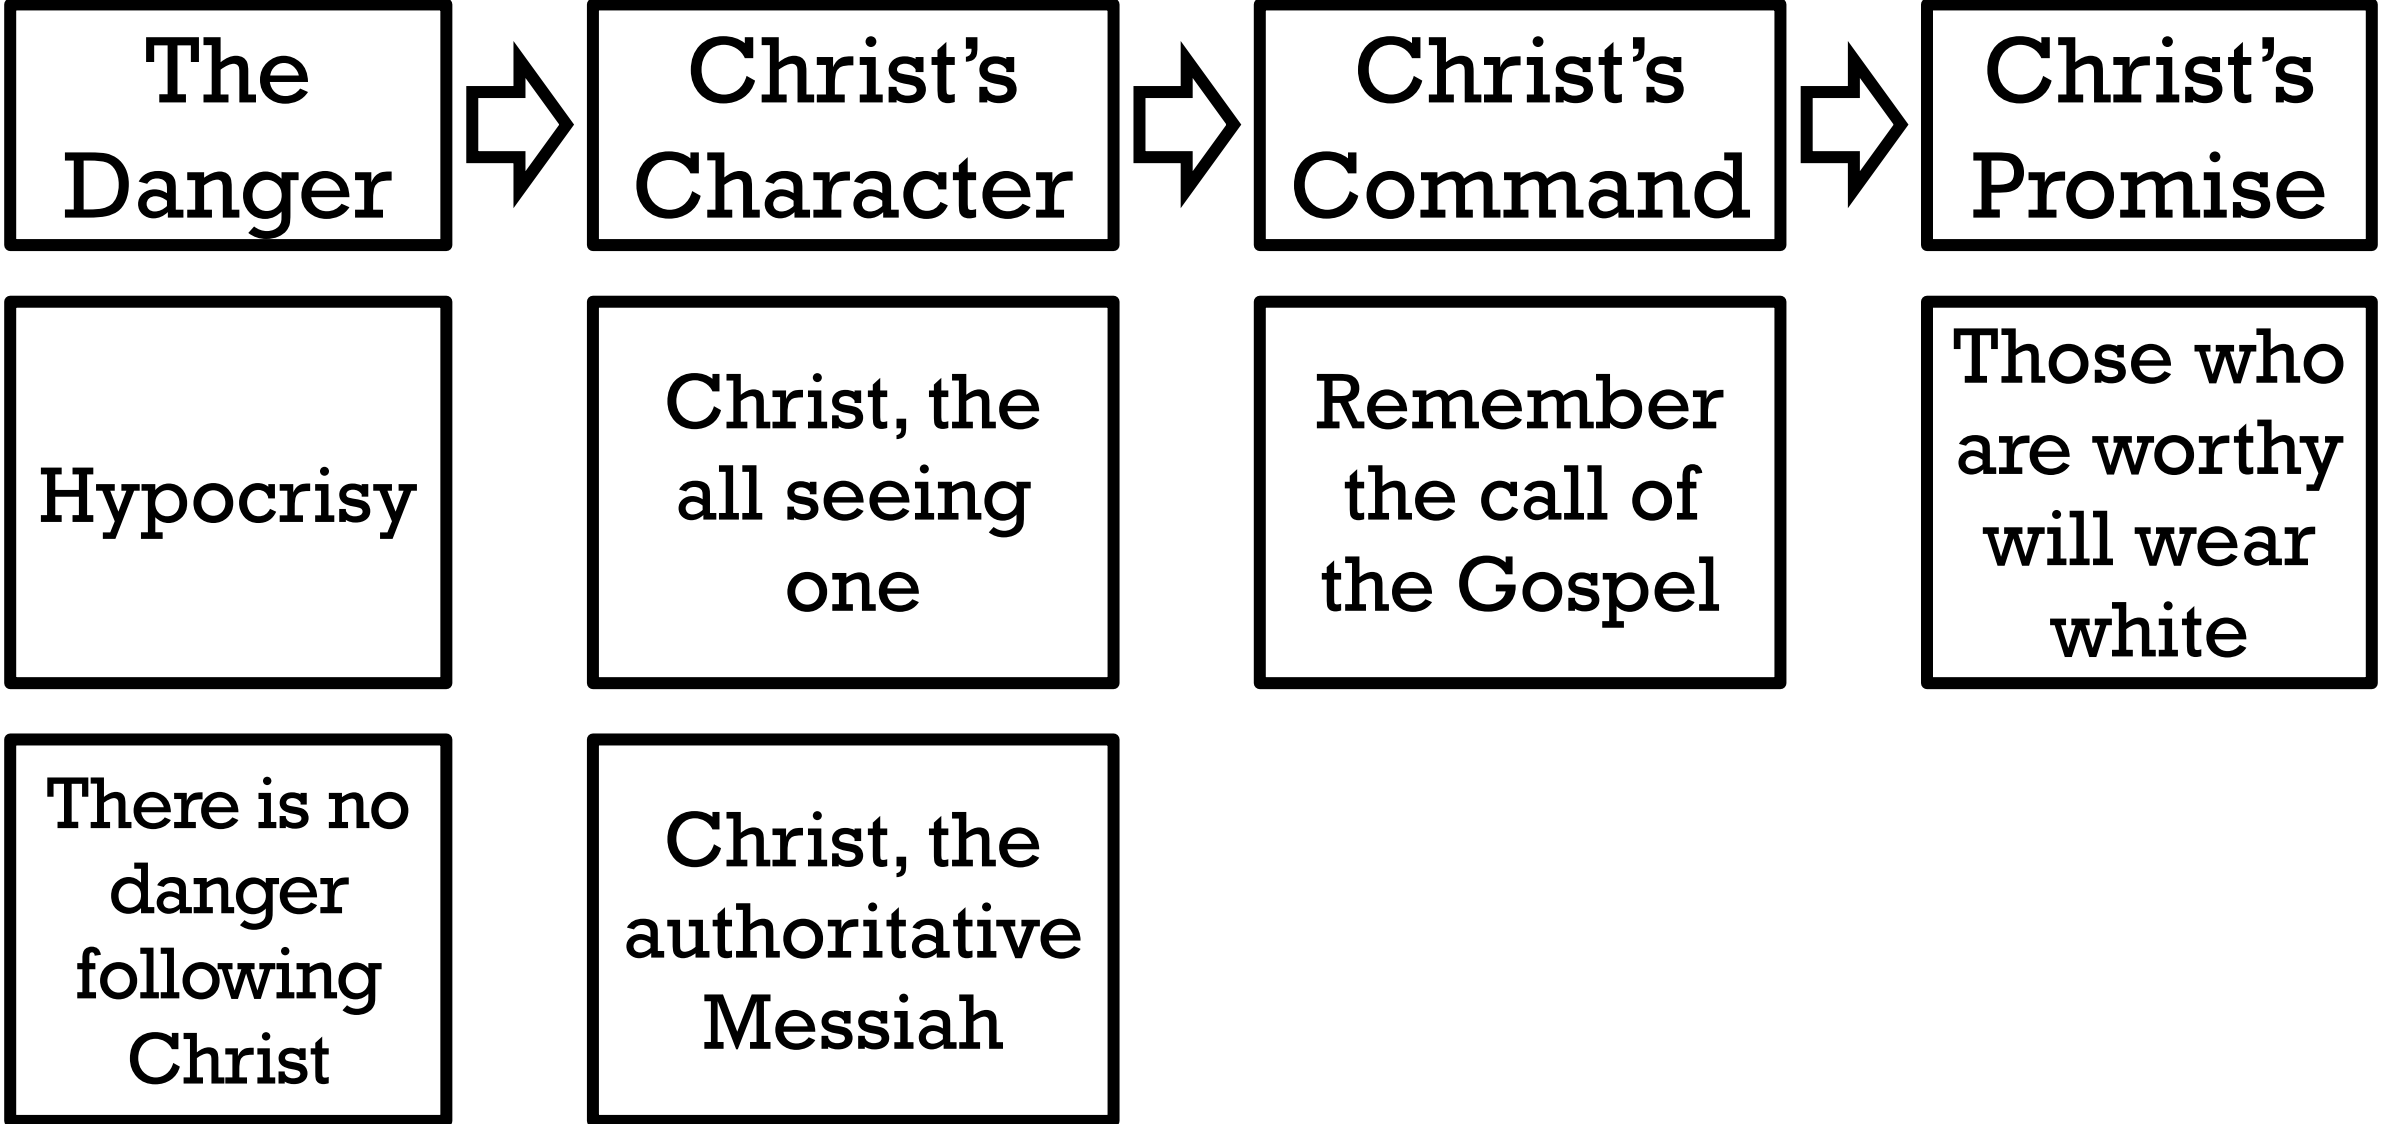 The
Danger
Christ’s
Character
Christ’s
Command
Christ’s
Promise
Hypocrisy
Christ, the
all seeing
one
Remember
the call of
the Gospel
Those who
are worthy
will wear
white
There is no
danger
following
Christ
Christ, the
authoritative
Messiah